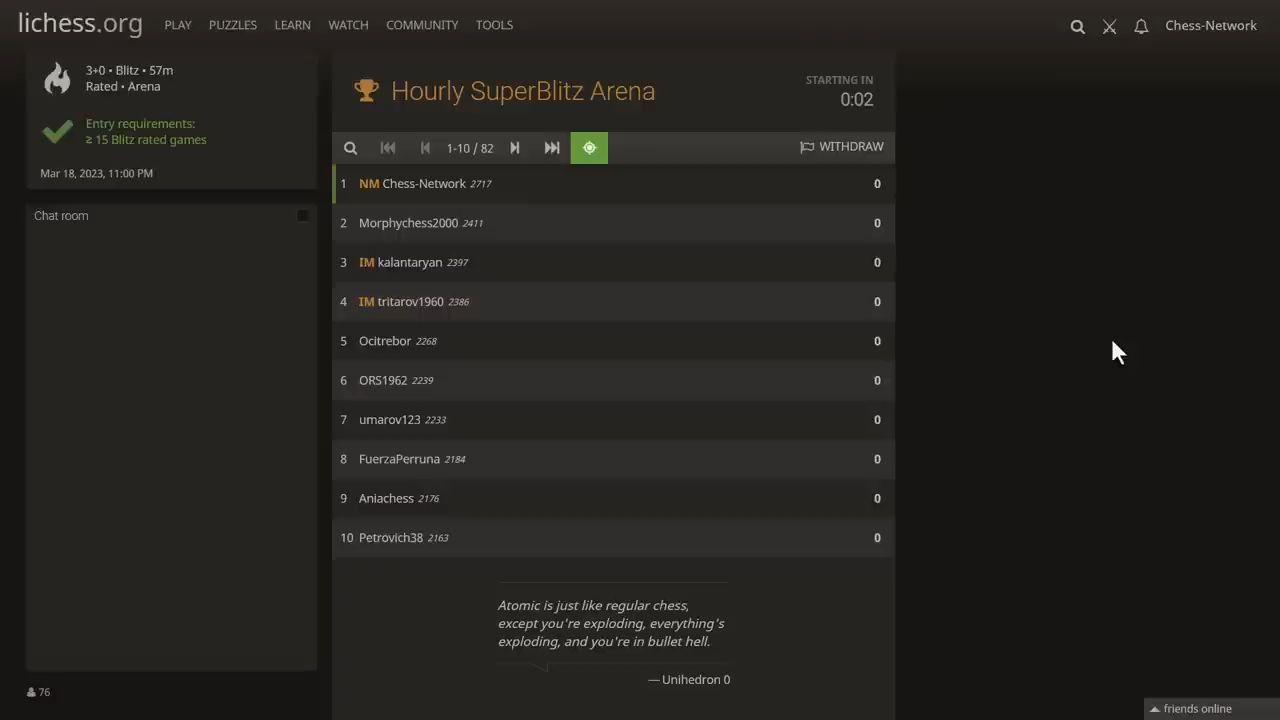 lichess.org PLAY PUZZLES LEARN WATCH COMMUNITY TOOLS Chess-Network
3+0 • Blitz • 57m
Rated • Arena
Entry requirements:
≥ 15 Blitz rated games
Mar 18, 2023, 11:00 PM
Chat room
76
Hourly SuperBlitz Arena
STARTING IN
0:02
1-10 / 82 WITHDRAW
1 NM Chess-Network 2717 0
2 Morphychess2000 2411 0
3 IM kalantaryan 2397 0
4 IM tritarov1960 2386 0
5 Ocitrebor 2268 0
6 ORS1962 2239 0
7 umarov123 2233 0
8 FuerzaPerruna 2184 0
9 Aniachess 2176 0
10 Petrovich38 2163 0
Atomic is just like regular chess,
except you're exploding, everything's
exploding, and you're in bullet hell.
— Unihedron 0
friends online